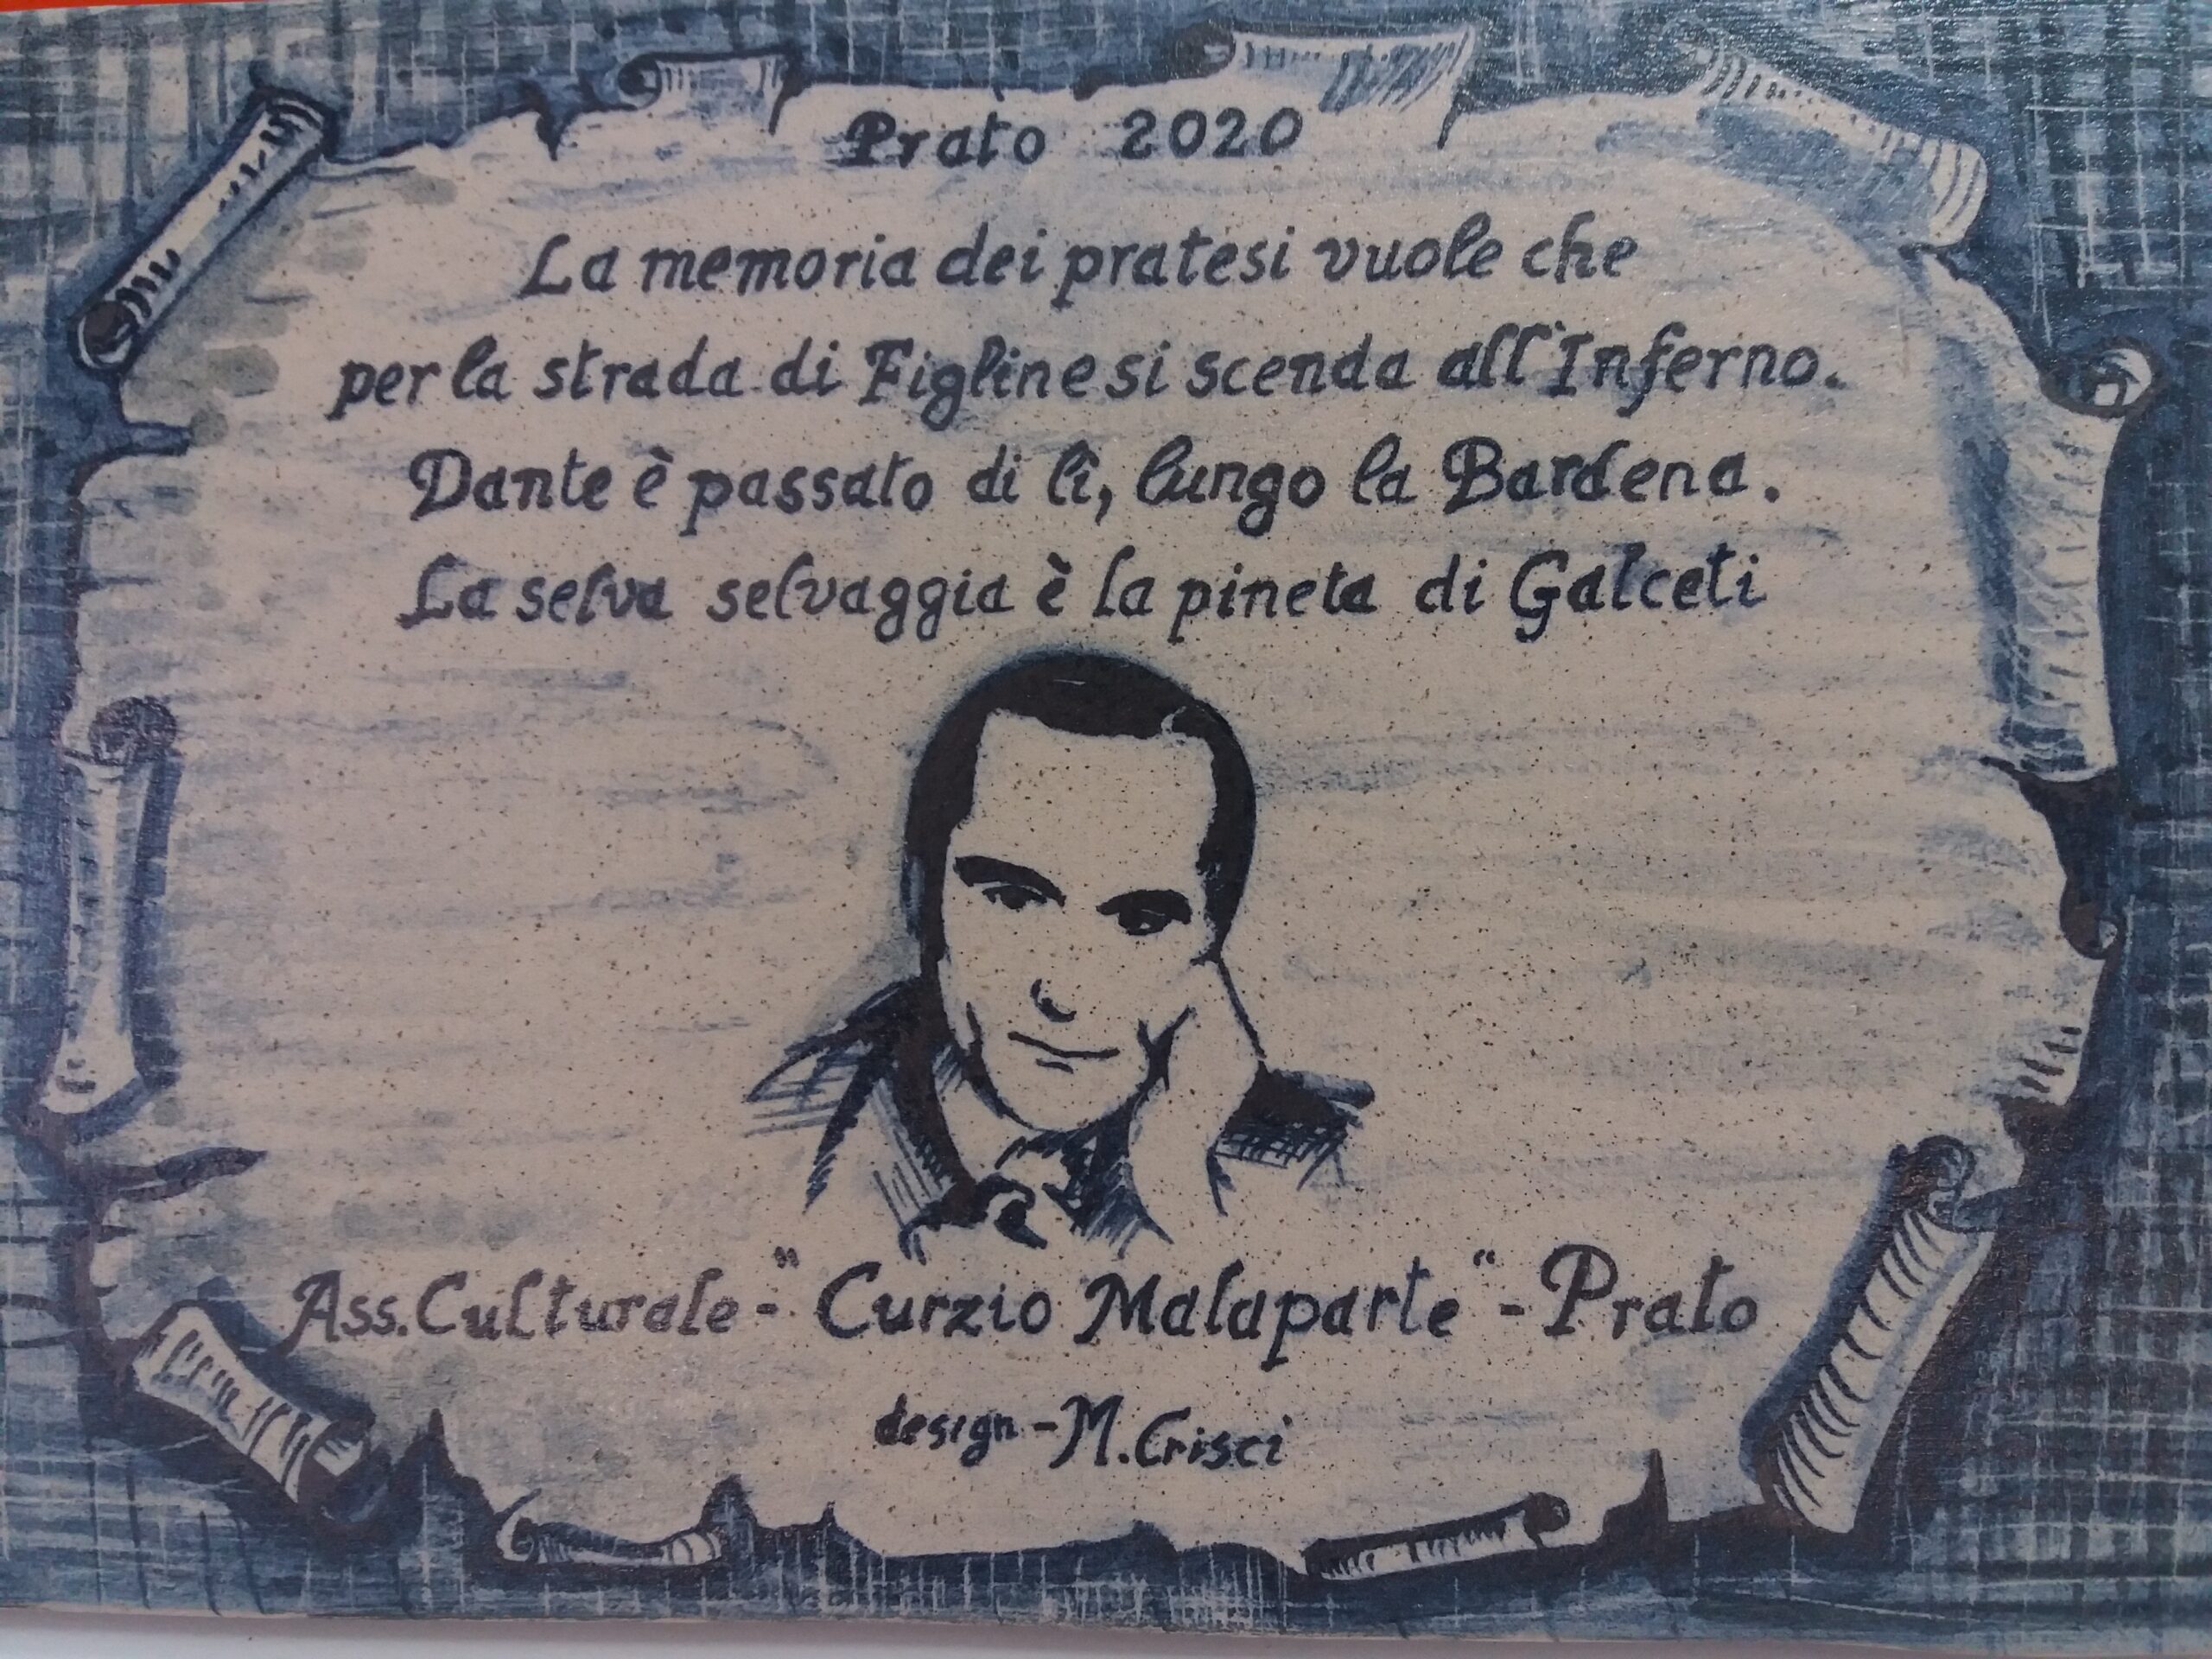 Prato 2020
La memoria dei pratesi vuole che
per la strada di Figline si scenda all'Inferno.
Dante è passato di lì, lungo la Bardena.
La selva selvaggia è la pineta di Galceti
Ass. Culturale - "Curzio Malaparte" - Prato
design - M. Crisci